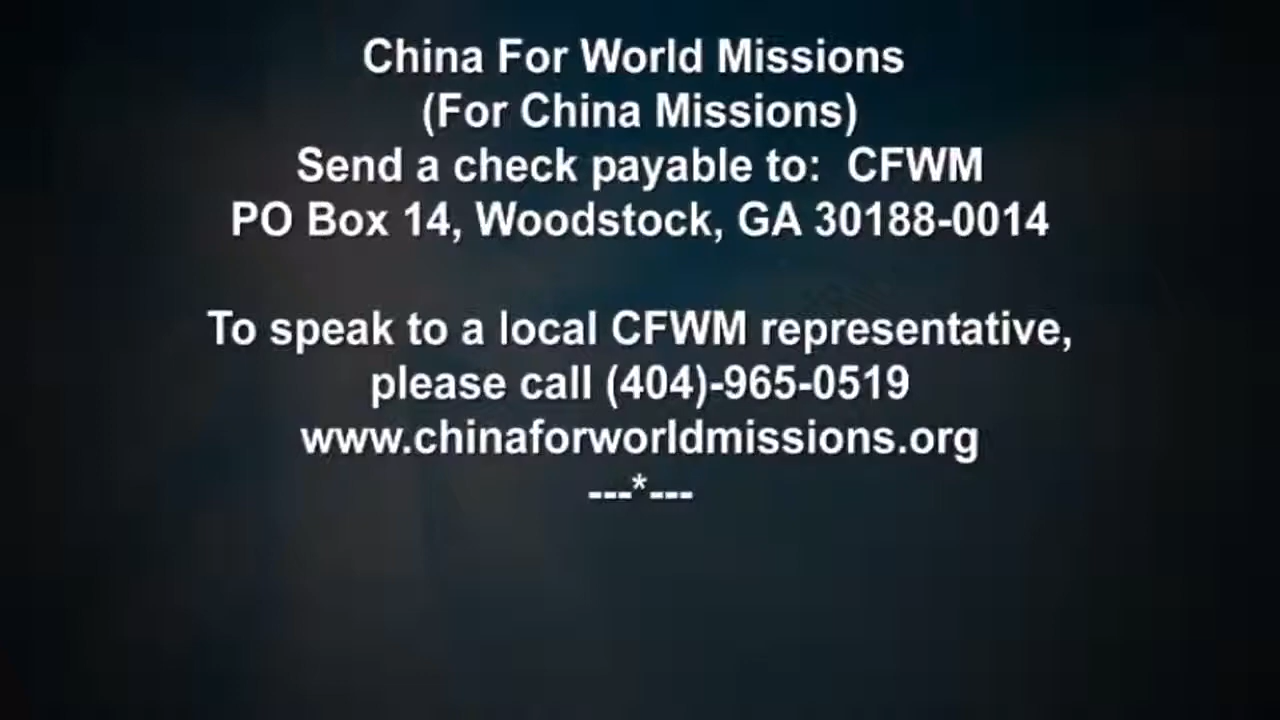 China For World Missions
(For China Missions)
Send a check payable to:  CFWM
PO Box 14, Woodstock, GA 30188-0014
To speak to a local CFWM representative,
please call (404)-965-0519
www.chinaforworldmissions.org
---*---